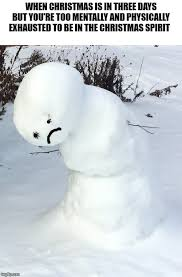 WHEN CHRISTMAS IS IN THREE DAYS
BUT YOU'RE TOO MENTALLY AND PHYSICALLY
EXHAUSTED TO BE IN THE CHRISTMAS SPIRIT
imgflip.com